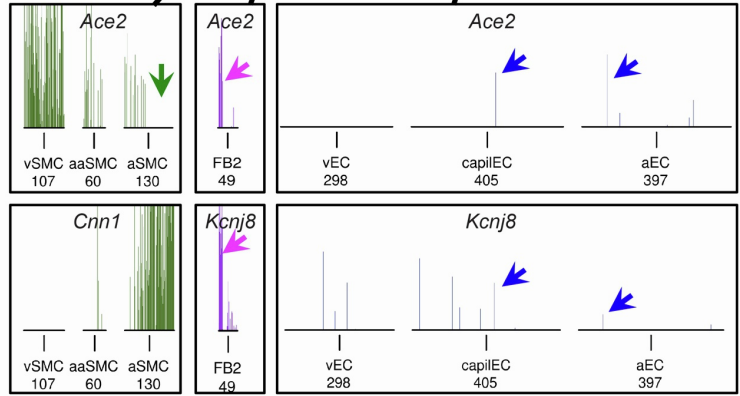 Ace2 Ace2 Ace2
vSMC aaSMC aSMC FB2 vEC capilEC aEC
107 60 130 49 298 405 397
Cnn1 Kcnj8 Kcnj8
vSMC aaSMC aSMC FB2 vEC capilEC aEC
107 60 130 49 298 405 397